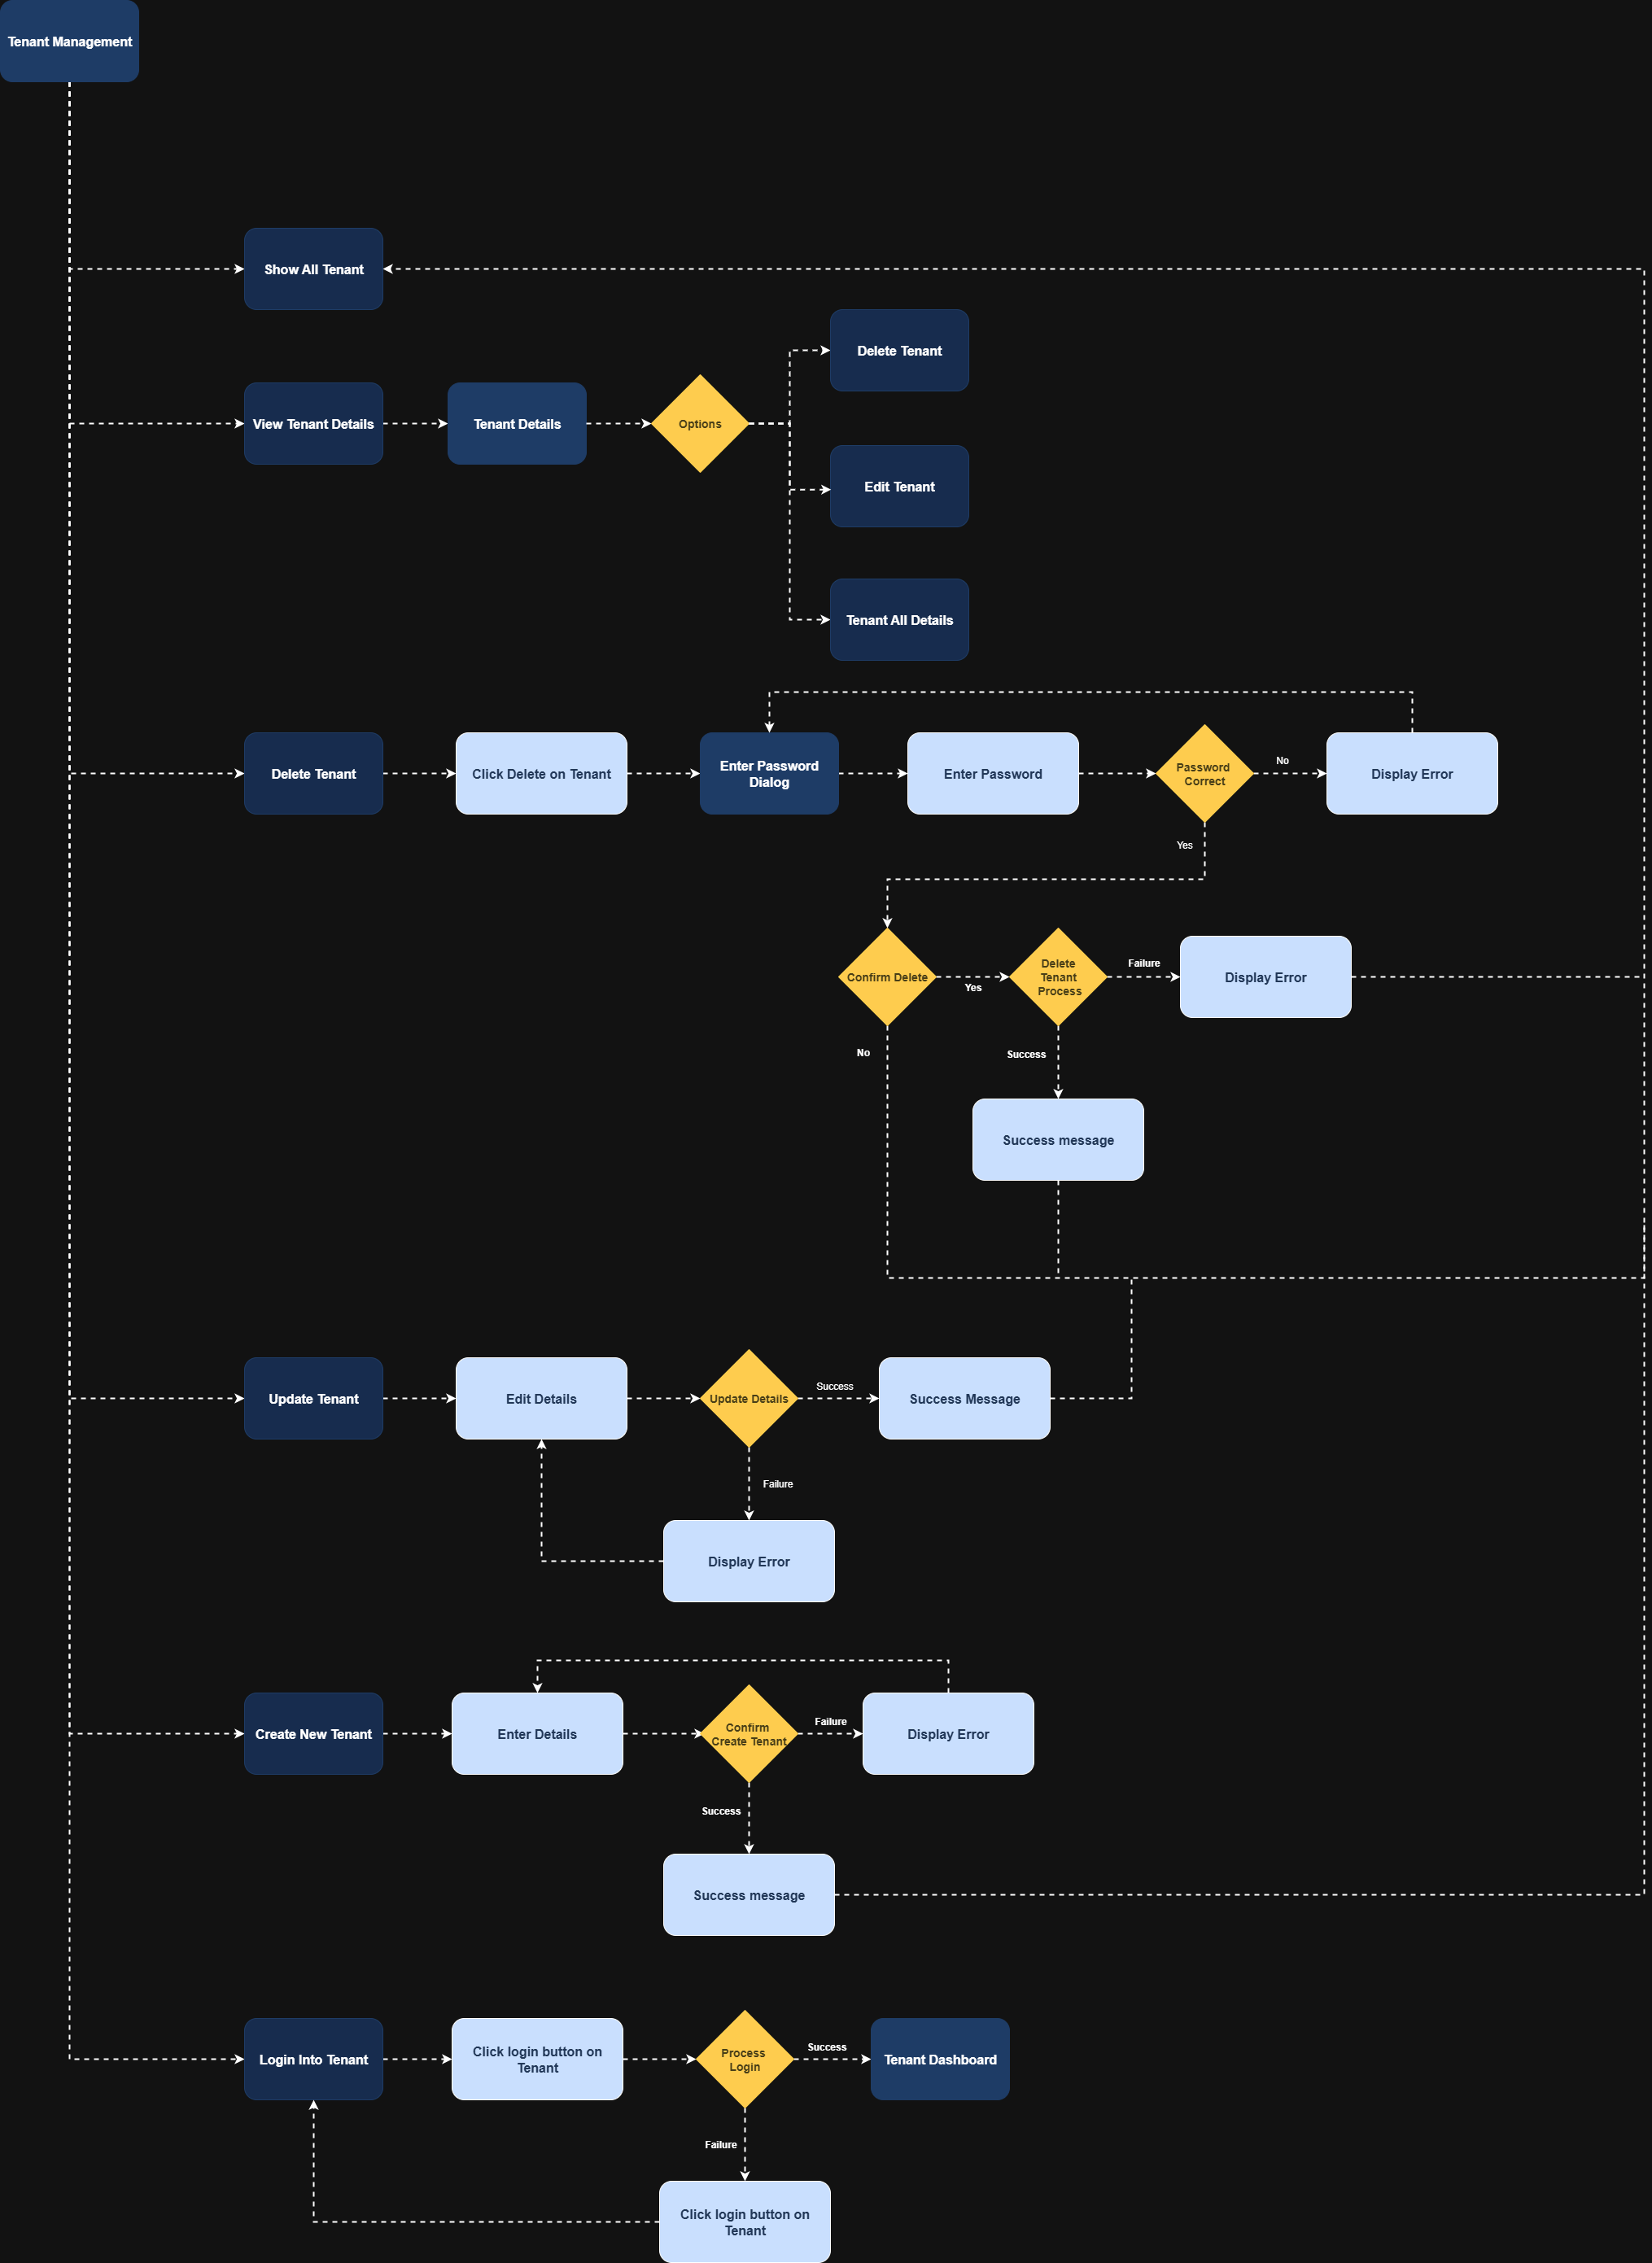 Tenant Management
Show All Tenant
Delete Tenant
View Tenant Details
Tenant Details
Options
Edit Tenant
Tenant All Details
Delete Tenant
Click Delete on Tenant
Enter Password
Dialog
Enter Password
Password
Correct
No
Display Error
Yes
Confirm Delete
Yes
Delete
Tenant
Process
Failure
Display Error
No
Success
Success message
Update Tenant
Edit Details
Update Details
Success
Success Message
Failure
Display Error
Create New Tenant
Enter Details
Confirm
Create Tenant
Failure
Display Error
Success
Success message
Login Into Tenant
Click login button on
Tenant
Process
Login
Success
Tenant Dashboard
Failure
Click login button on
Tenant